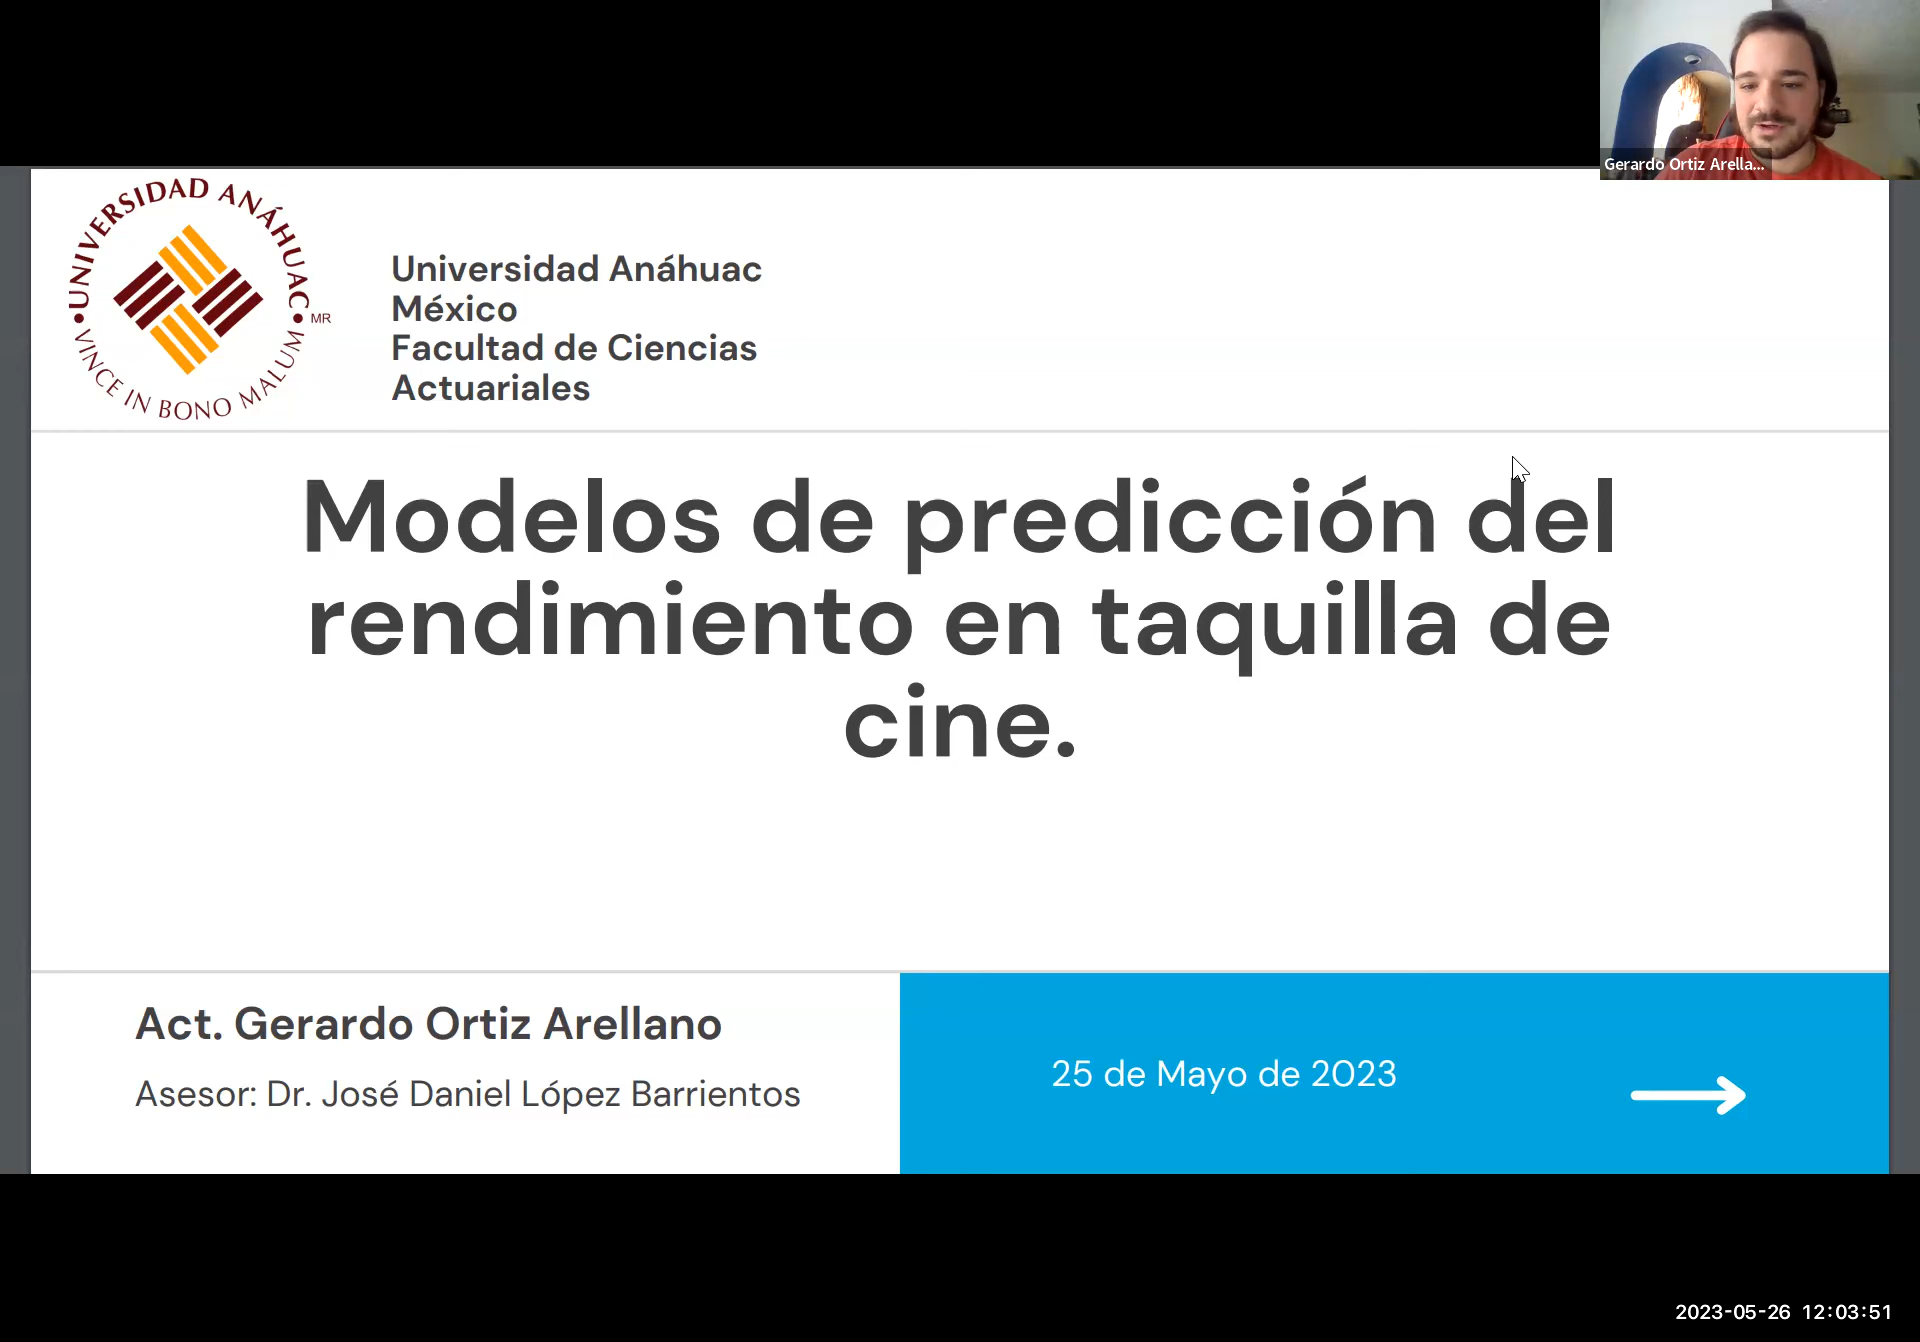 Gerardo Ortiz Arella...
UNIVERSIDAD ANÁHUAC
VINCE IN BONO MALUM
MR
Universidad Anáhuac
México
Facultad de Ciencias
Actuariales
Modelos de predicción del
rendimiento en taquilla de
cine.
Act. Gerardo Ortiz Arellano
Asesor: Dr. José Daniel López Barrientos
25 de Mayo de 2023
2023-05-26 12:03:51